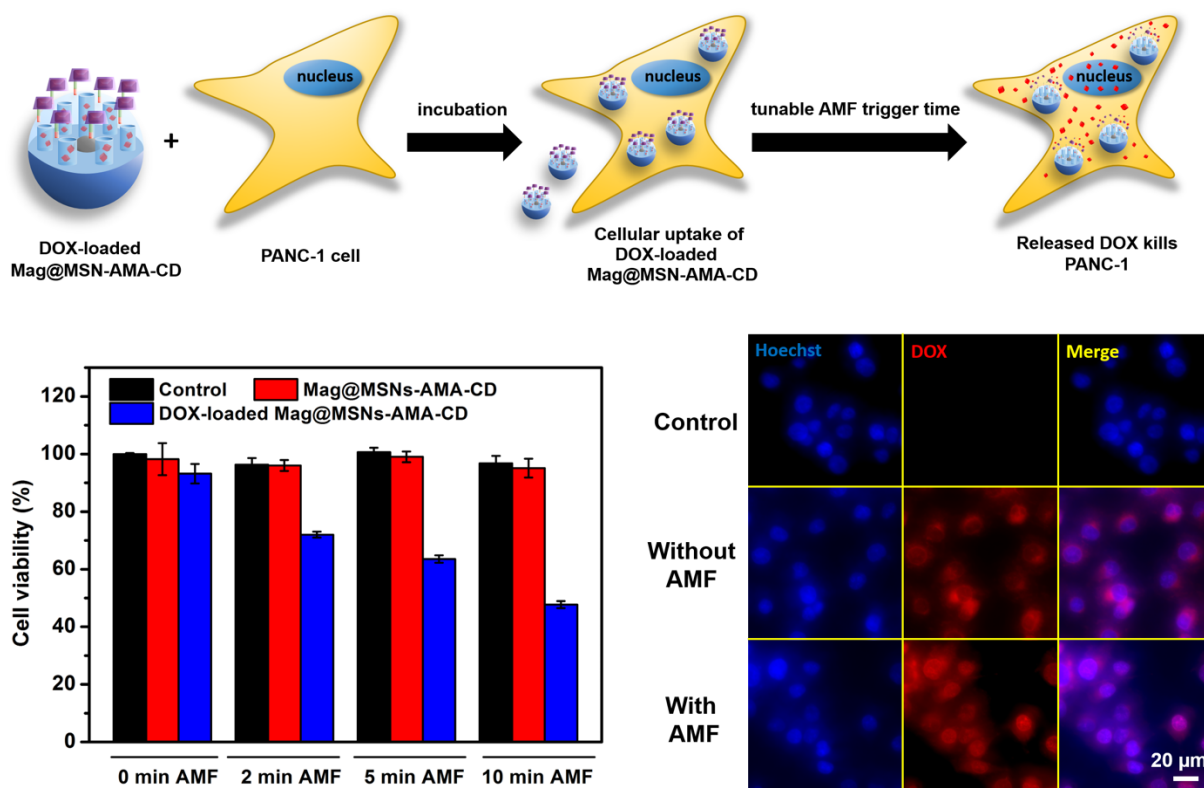 nucleus
nucleus
nucleus
incubation
tunable AMF trigger time
+
DOX-loaded
Mag@MSN-AMA-CD
PANC-1 cell
Cellular uptake of
DOX-loaded
Mag@MSN-AMA-CD
Released DOX kills
PANC-1
Cell viability (%)
120
100
80
60
40
20
0
Control
Mag@MSNs-AMA-CD
DOX-loaded Mag@MSNs-AMA-CD
0 min AMF
2 min AMF
5 min AMF
10 min AMF
Hoechst
DOX
Merge
Control
Without
AMF
With
AMF
20 µm